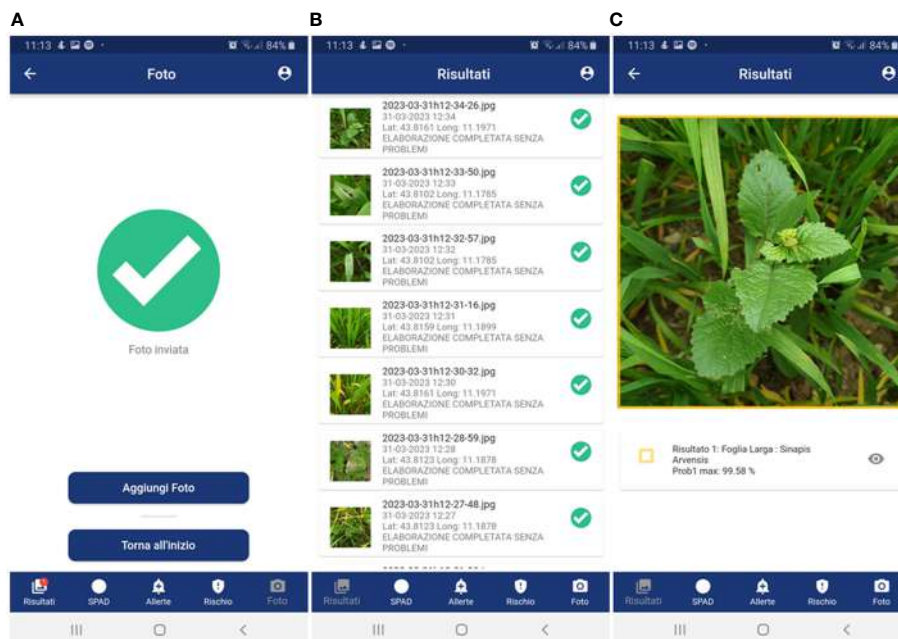 A
11:13 84%
Foto
Foto inviata
Aggiungi Foto
Torna all'inizio
Risultati SPAD Allerte Rischio Foto
B
11:13 84%
Risultati
2023-03-31h12-34-26.jpg
31-03-2023 12:34
Lat: 43.8161 Long: 11.1971
ELABORAZIONE COMPLETATA SENZA
PROBLEMI
2023-03-31h12-33-50.jpg
31-03-2023 12:33
Lat: 43.8102 Long: 11.1785
ELABORAZIONE COMPLETATA SENZA
PROBLEMI
2023-03-31h12-32-57.jpg
31-03-2023 12:32
Lat: 43.8102 Long: 11.1785
ELABORAZIONE COMPLETATA SENZA
PROBLEMI
2023-03-31h12-31-16.jpg
31-03-2023 12:31
Lat: 43.8159 Long: 11.1899
ELABORAZIONE COMPLETATA SENZA
PROBLEMI
2023-03-31h12-30-32.jpg
31-03-2023 12:30
Lat: 43.8161 Long: 11.1971
ELABORAZIONE COMPLETATA SENZA
PROBLEMI
2023-03-31h12-28-59.jpg
31-03-2023 12:28
Lat: 43.8123 Long: 11.1878
ELABORAZIONE COMPLETATA SENZA
PROBLEMI
2023-03-31h12-27-48.jpg
31-03-2023 12:27
Lat: 43.8123 Long: 11.1878
ELABORAZIONE COMPLETATA SENZA
PROBLEMI
Risultati SPAD Allerte Rischio Foto
C
11:13 84%
Risultati
Risultato 1: Foglia Larga : Sinapis
Arvensis
Prob1 max: 99.58 %
Risultati SPAD Allerte Rischio Foto